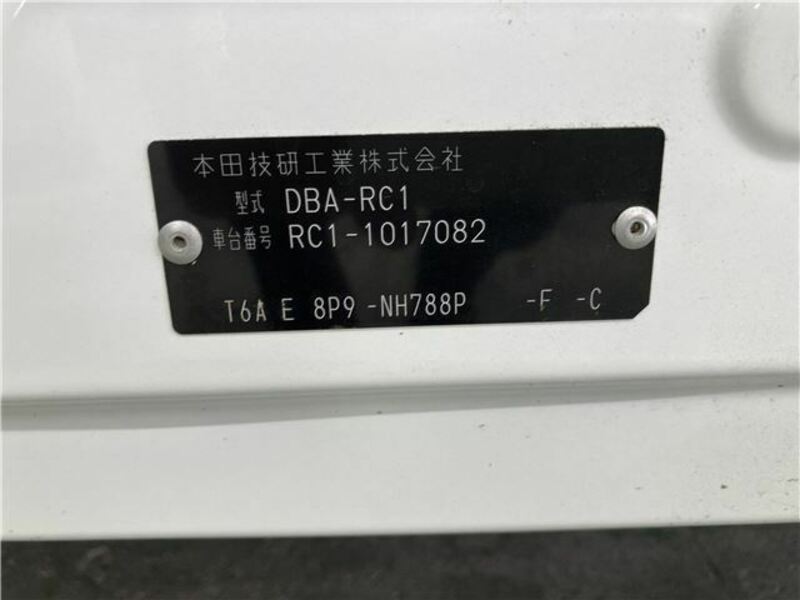 本田技研工業株式会社
型式 DBA-RC1
車台番号 RC1-1017082
T6A E 8P9 -NH788P -F -C